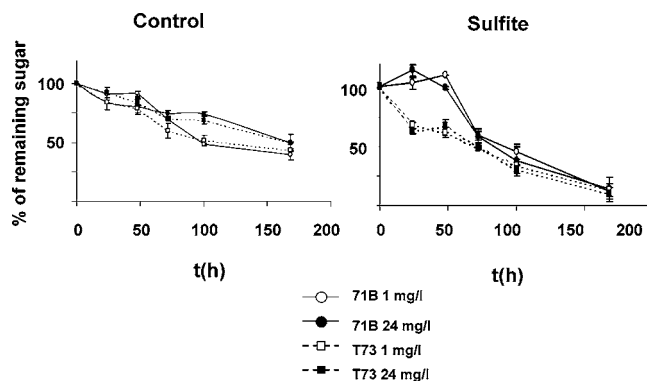 Control
Sulfite
% of remaining sugar
100
50
0
50
100
150
200
t(h)
100
50
0
50
100
150
200
t(h)
71B 1 mg/l
71B 24 mg/l
T73 1 mg/l
T73 24 mg/l